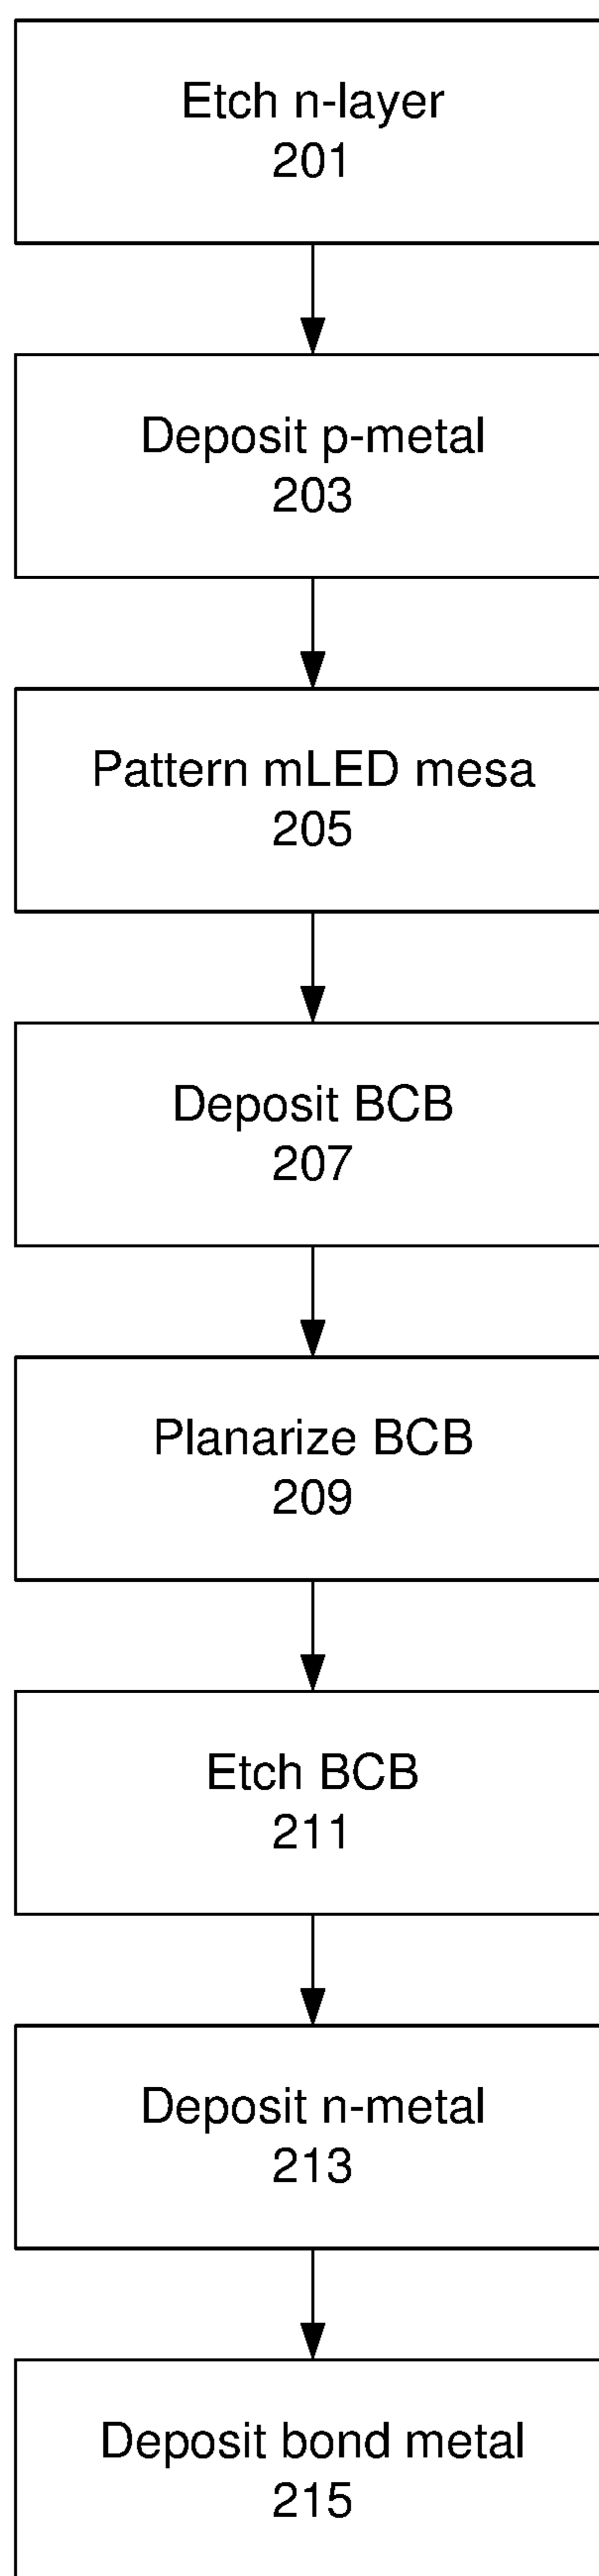 Etch n-layer
201
Deposit p-metal
203
Pattern mLED mesa
205
Deposit BCB
207
Planarize BCB
209
Etch BCB
211
Deposit n-metal
213
Deposit bond metal
215